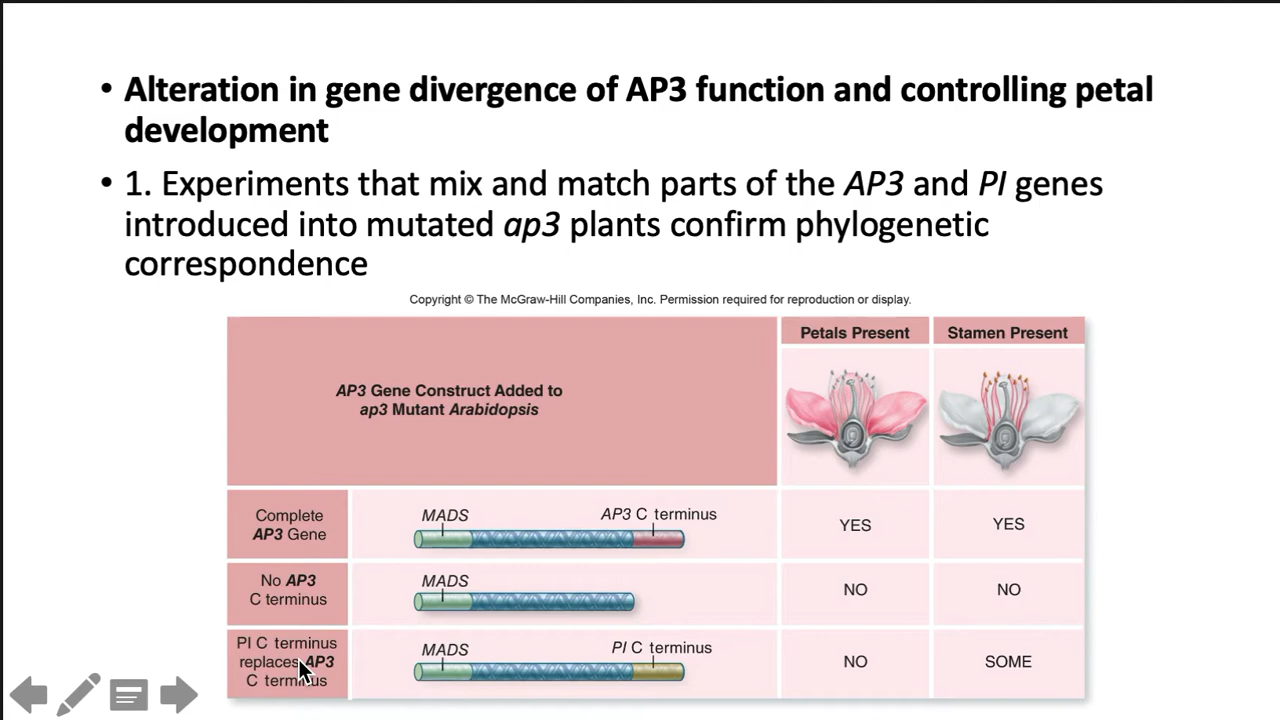 • Alteration in gene divergence of AP3 function and controlling petal
development
• 1. Experiments that mix and match parts of the AP3 and PI genes
introduced into mutated ap3 plants confirm phylogenetic
correspondence
Copyright © The McGraw-Hill Companies, Inc. Permission required for reproduction or display.
Petals Present
Stamen Present
AP3 Gene Construct Added to
ap3 Mutant Arabidopsis
Complete
AP3 Gene
MADS
AP3 C terminus
YES
YES
No AP3
C terminus
MADS
NO
NO
PI C terminus
replaces AP3
C terminus
MADS
PI C terminus
NO
SOME